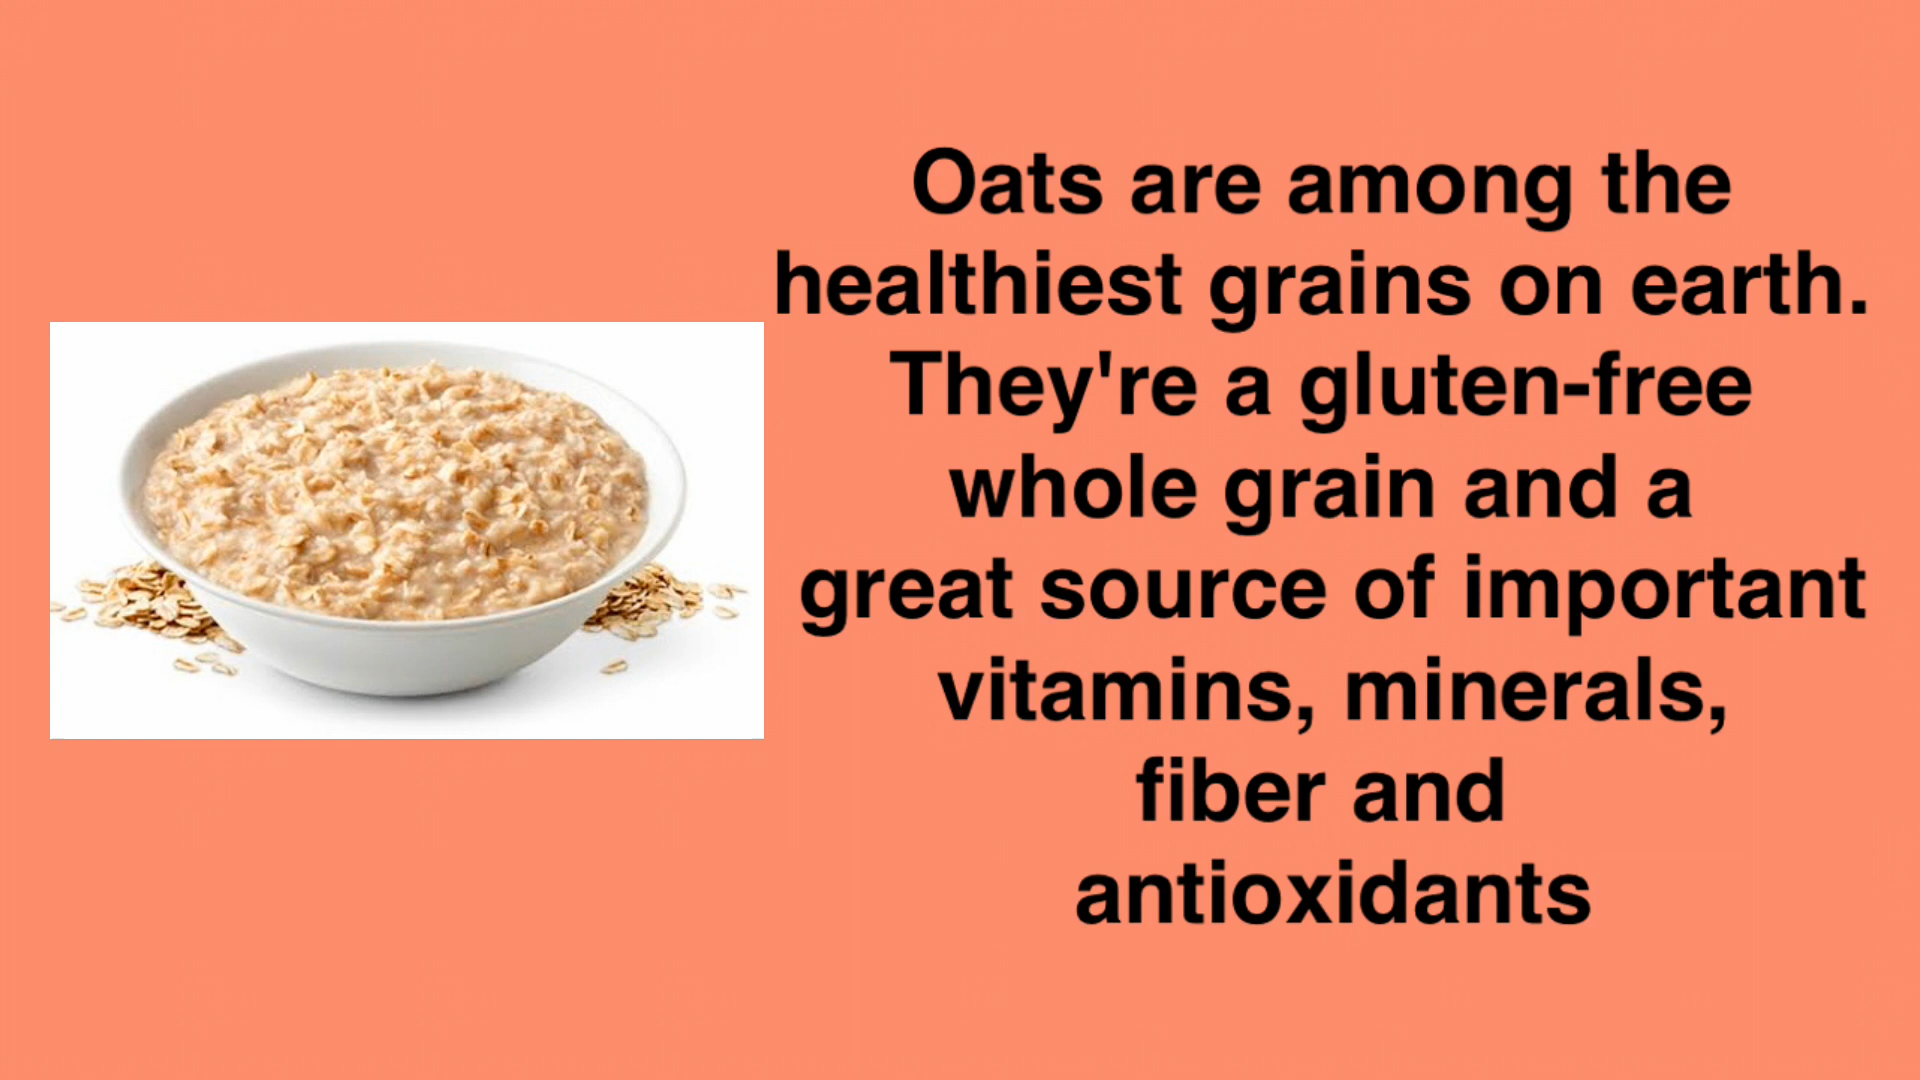 Oats are among the
healthiest grains on earth.
They're a gluten-free
whole grain and a
great source of important
vitamins, minerals,
fiber and
antioxidants